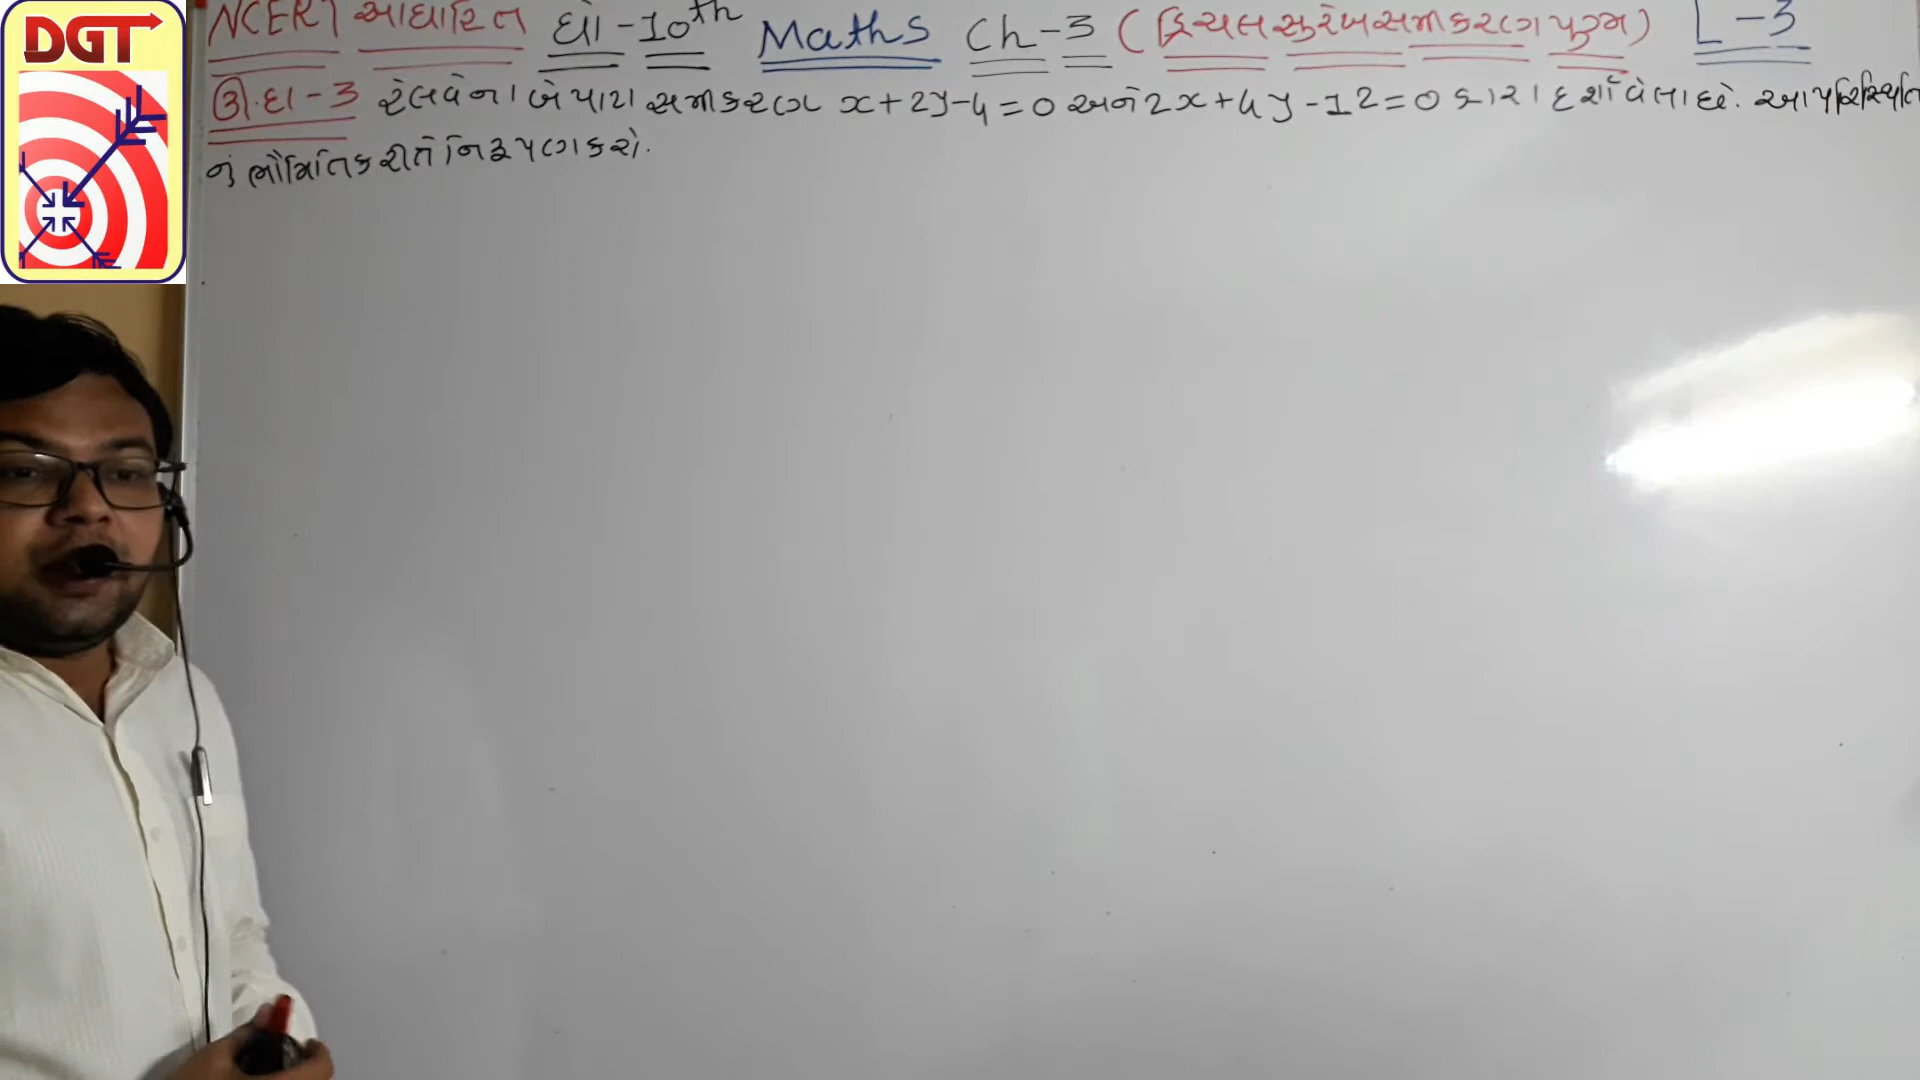 DGT
NCERT આધારિત ધો-10th Maths Ch-3 (દ્વિચલ સુરેખ સમીકરણ યુગ્મ) L-3
ઉ.દા-3 રેલવેના બે પાટા સમીકરણ x+2y-4=0 અને 2x+4y-12=0 દ્વારા દર્શાવેલા છે. આ પરિસ્થિતિ
નું ભૌમિતિક રીતે નિરૂપણ કરો.